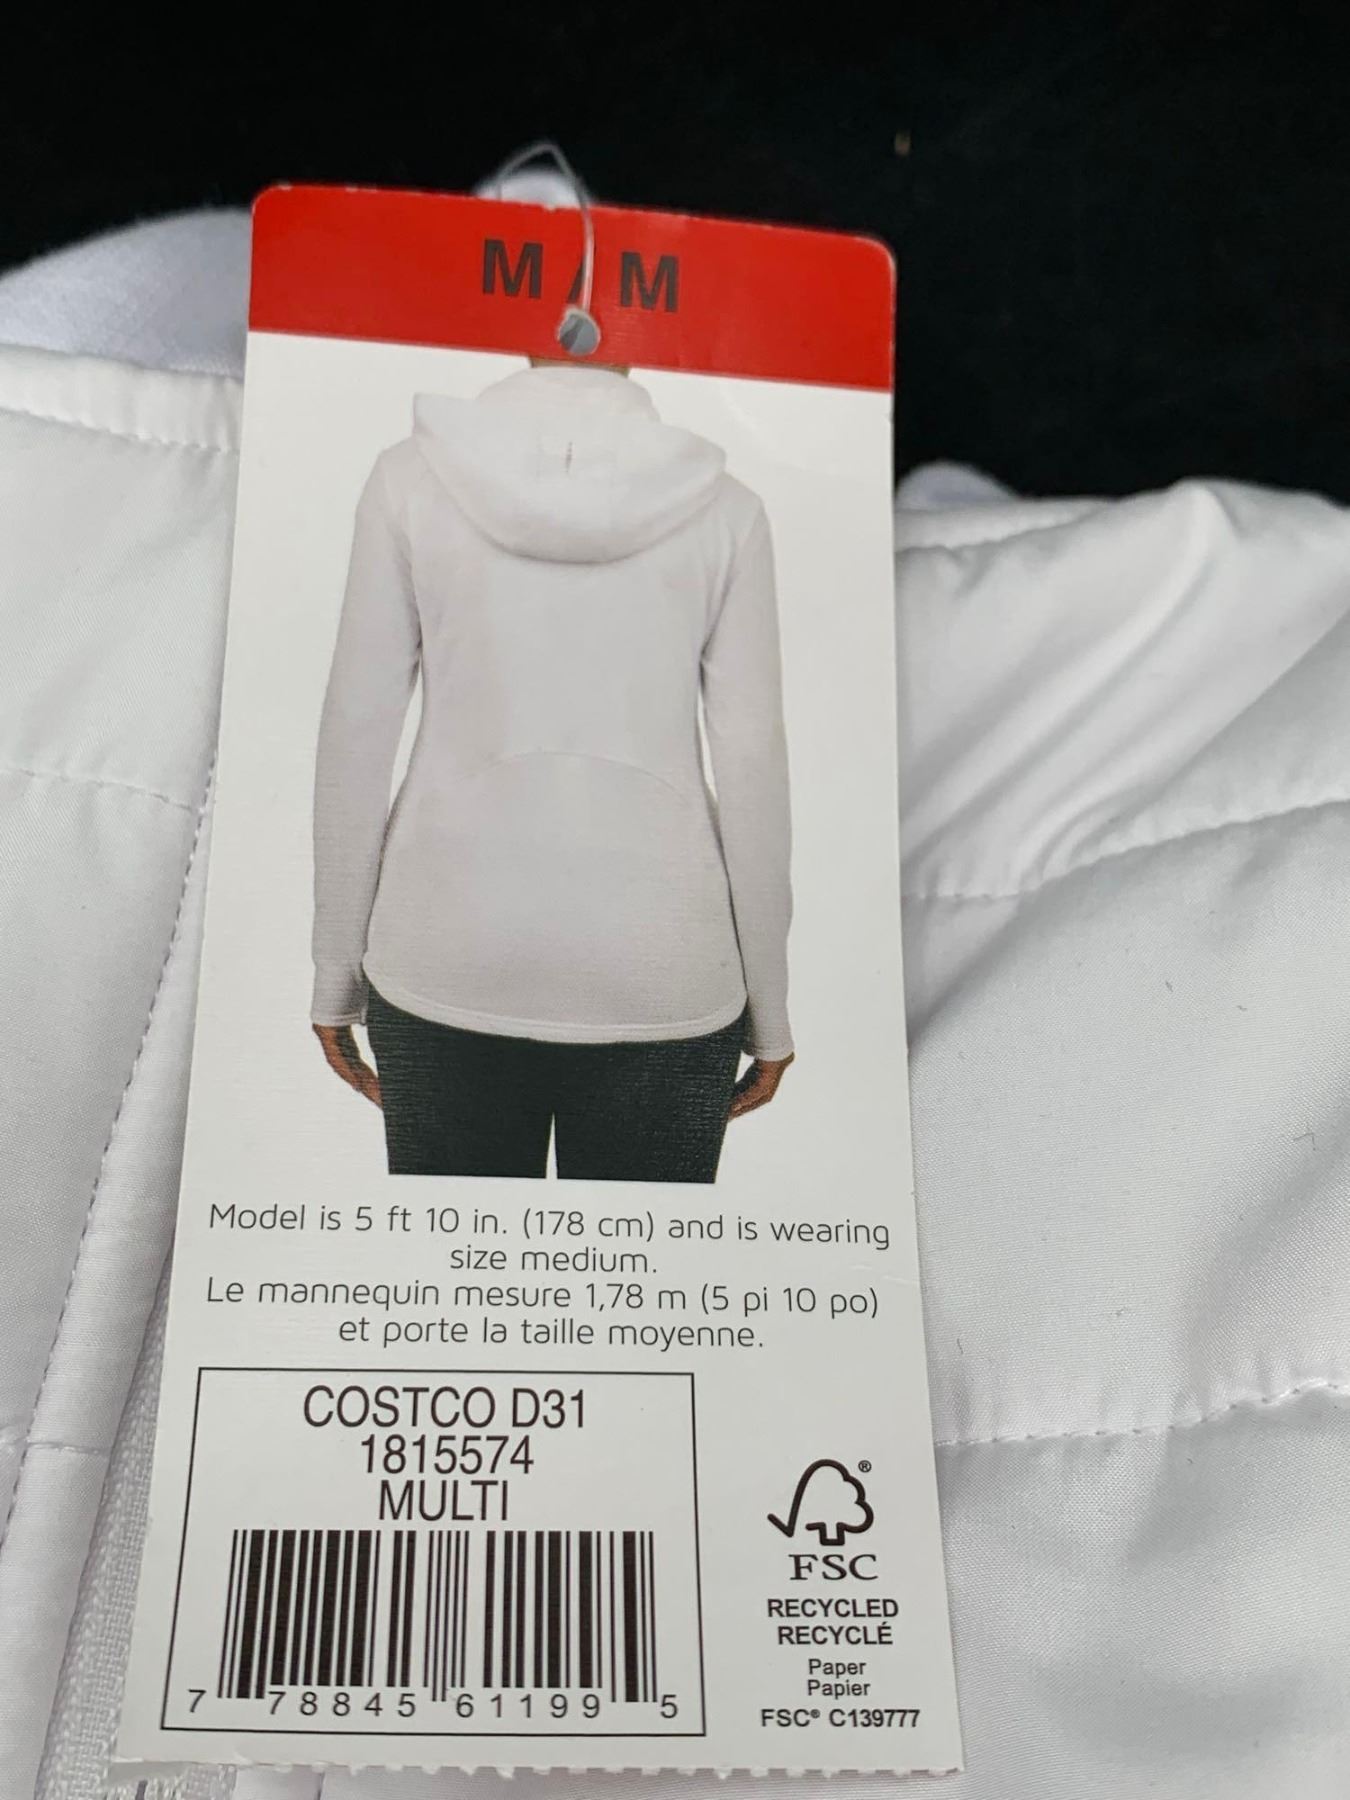 M / M
Model is 5 ft 10 in. (178 cm) and is wearing
size medium.
Le mannequin mesure 1,78 m (5 pi 10 po)
et porte la taille moyenne.
COSTCO D31
1815574
MULTI
7 78845 61199 5
®
FSC
RECYCLED
RECYCLÉ
Paper
Papier
FSC® C139777